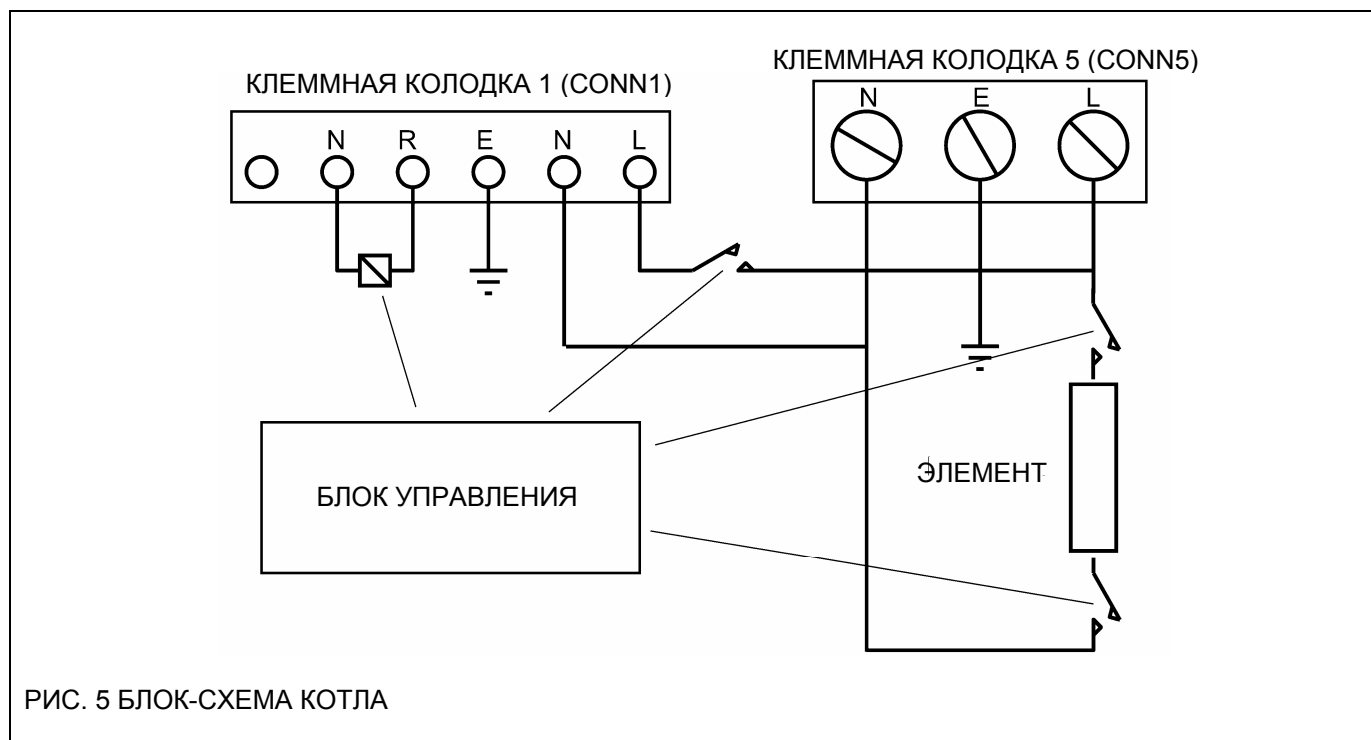 КЛЕММНАЯ КОЛОДКА 5 (CONN5)
КЛЕММНАЯ КОЛОДКА 1 (CONN1)
N E L
N R E N L
ЭЛЕМЕНТ
БЛОК УПРАВЛЕНИЯ
РИС. 5 БЛОК-СХЕМА КОТЛА